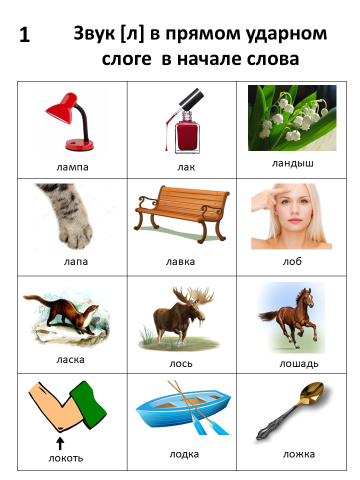 1
Звук [л] в прямом ударном
слоге в начале слова
лампа
лак
ландыш
лапа
лавка
лоб
ласка
лось
лошадь
локоть
лодка
ложка